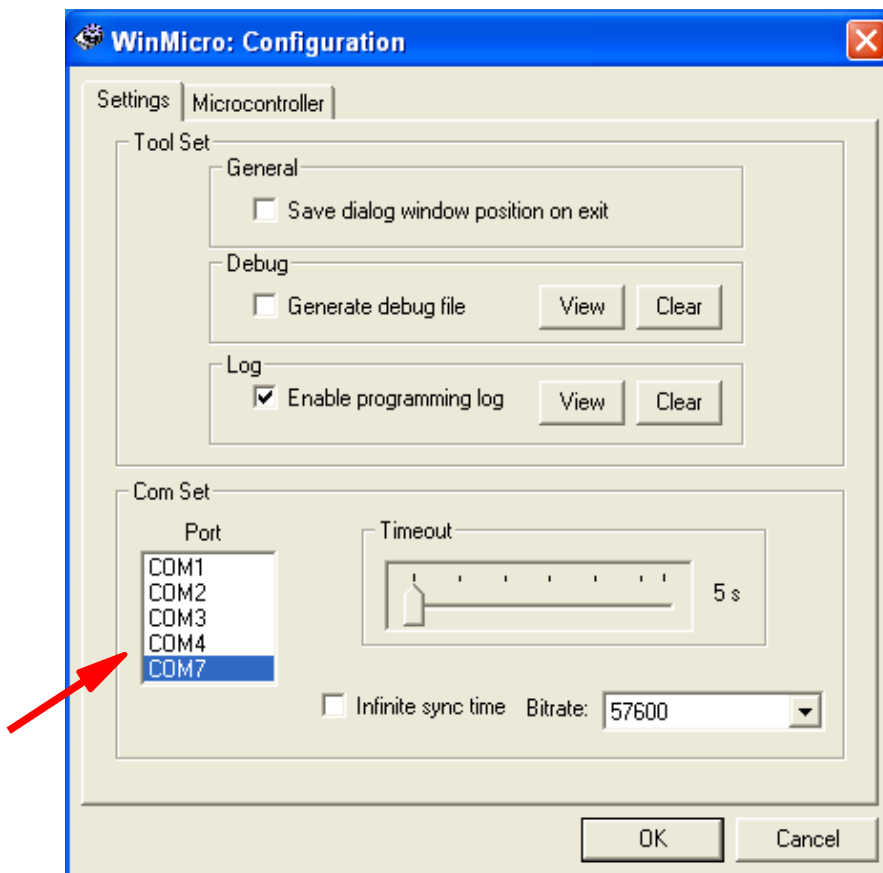 WinMicro: Configuration
Settings
Microcontroller
Tool Set
General
Save dialog window position on exit
Debug
Generate debug file
View
Clear
Log
Enable programming log
View
Clear
Com Set
Port
Timeout
COM1
COM2
COM3
COM4
COM7
5 s
Infinite sync time
Bitrate:
57600
OK
Cancel